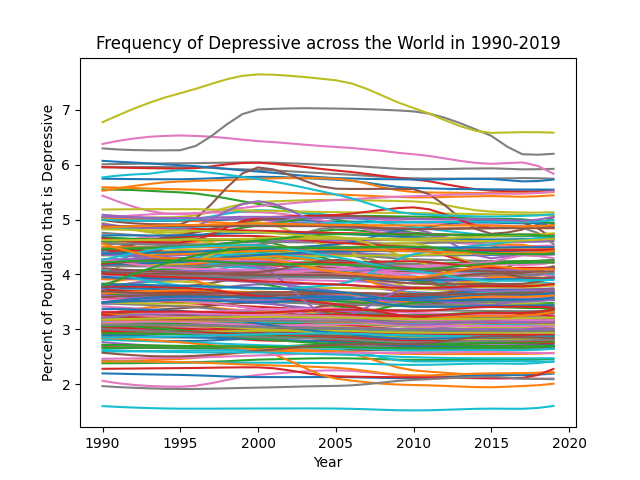 Frequency of Depressive across the World in 1990-2019
Percent of Population that is Depressive
7
6
5
4
3
2
1990 1995 2000 2005 2010 2015 2020
Year